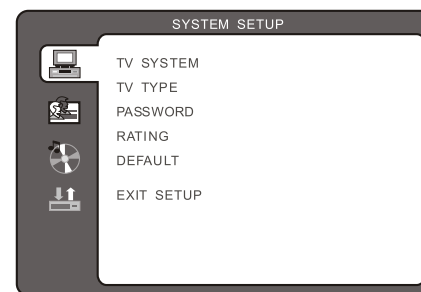 SYSTEM SETUP
TV SYSTEM
TV TYPE
PASSWORD
RATING
DEFAULT
EXIT SETUP